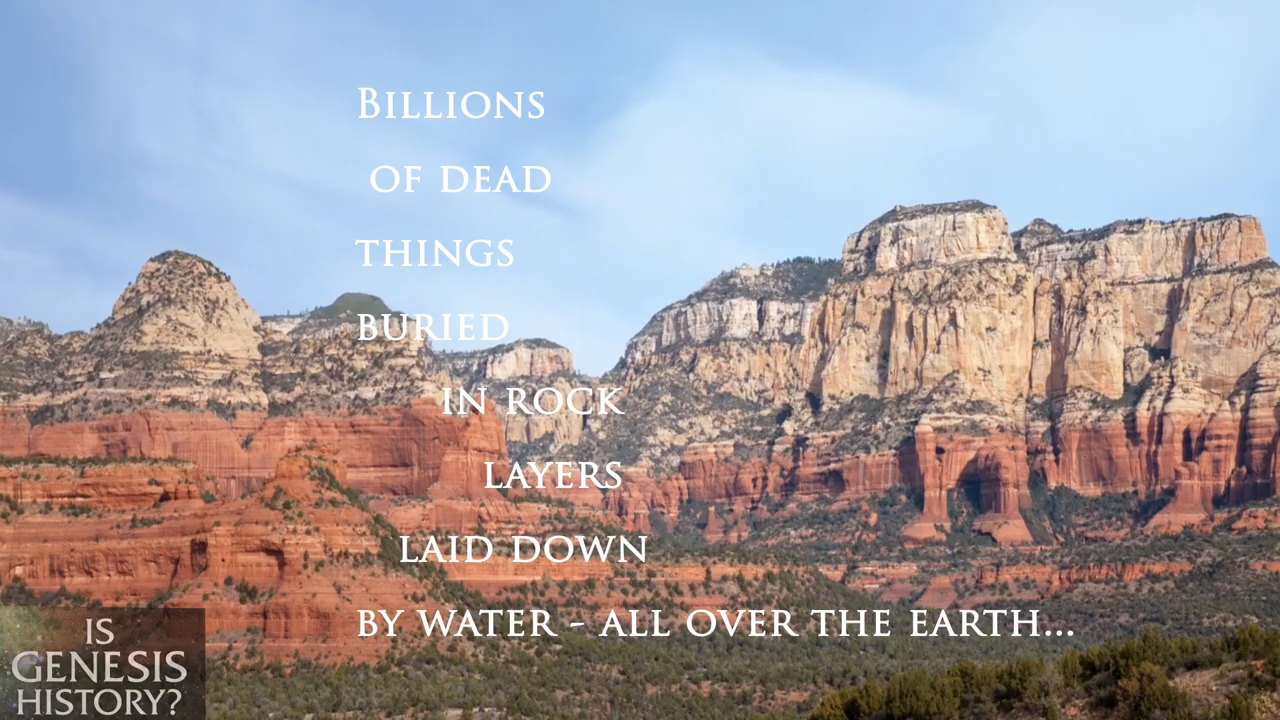 Billions
of dead
things
buried
in rock
layers
laid down
by water - all over the earth...
IS
GENESIS
HISTORY?